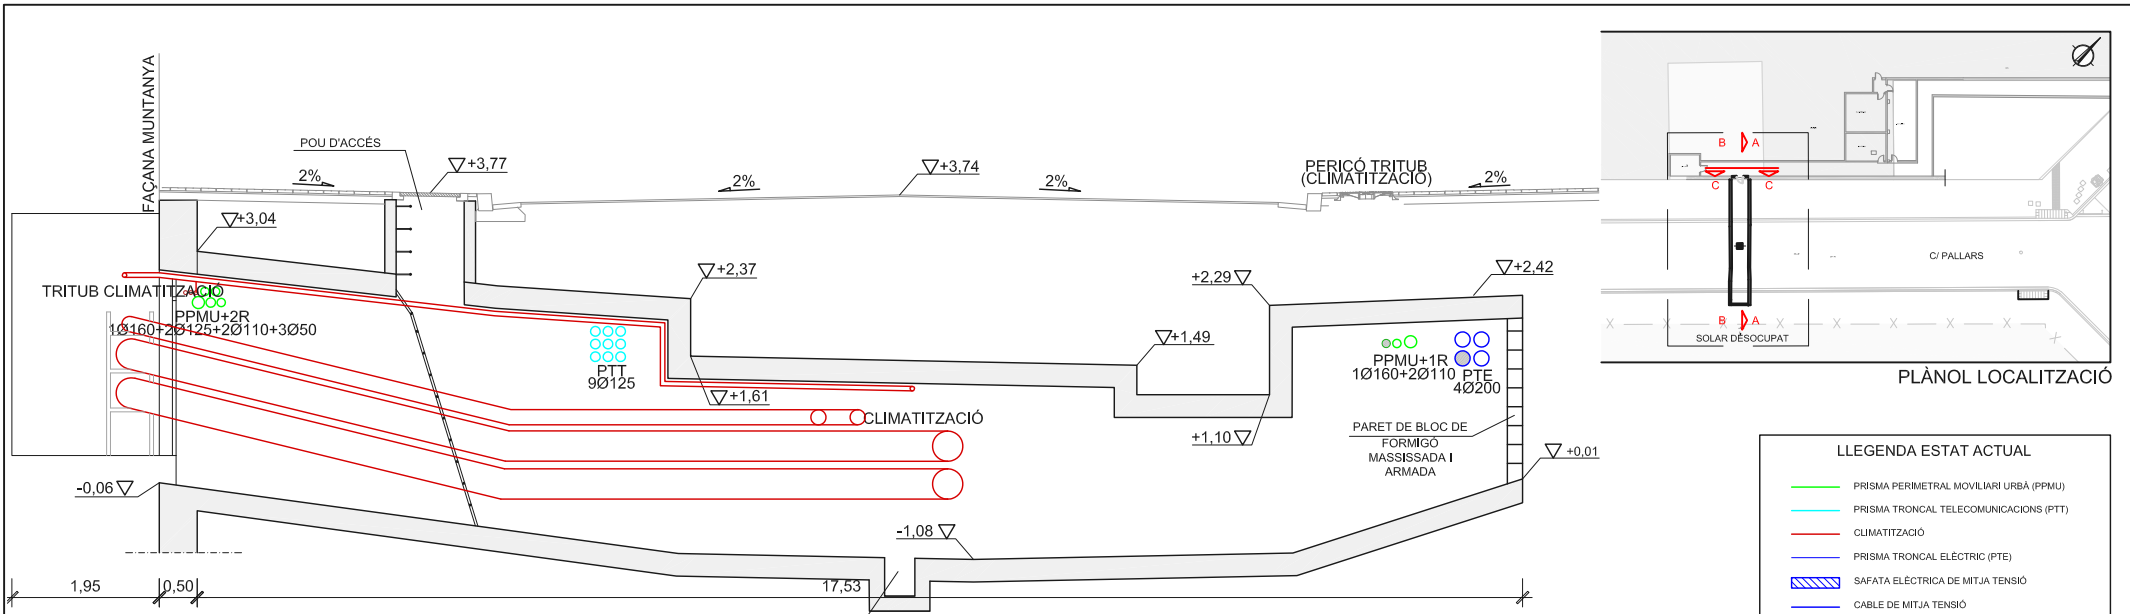 FAÇANA MUNTANYA
POU D'ACCÉS
2%
+3,77
2%
+3,74
2%
PERICÓ TRITUB
(CLIMATITZACIÓ)
2%
+3,04
+2,37
+2,29
+2,42
TRITUB CLIMATITZACIÓ
PPMU+2R
1Ø160+2Ø125+2Ø110+3Ø50
PTT
9Ø125
+1,49
+1,61
PPMU+1R
1Ø160+2Ø110
PTE
4Ø200
CLIMATITZACIÓ
+1,10
PARET DE BLOC DE
FORMIGÓ
MASSISSADA I
ARMADA
+0,01
-0,06
-1,08
1,95
0,50
17,53
B
A
C
C
C/ PALLARS
B
A
SOLAR DESOCUPAT
PLÀNOL LOCALITZACIÓ
LLEGENDA ESTAT ACTUAL
PRISMA PERIMETRAL MOVILIARI URBÀ (PPMU)
PRISMA TRONCAL TELECOMUNICACIONS (PTT)
CLIMATITZACIÓ
PRISMA TRONCAL ELÈCTRIC (PTE)
SAFATA ELÈCTRICA DE MITJA TENSIÓ
CABLE DE MITJA TENSIÓ